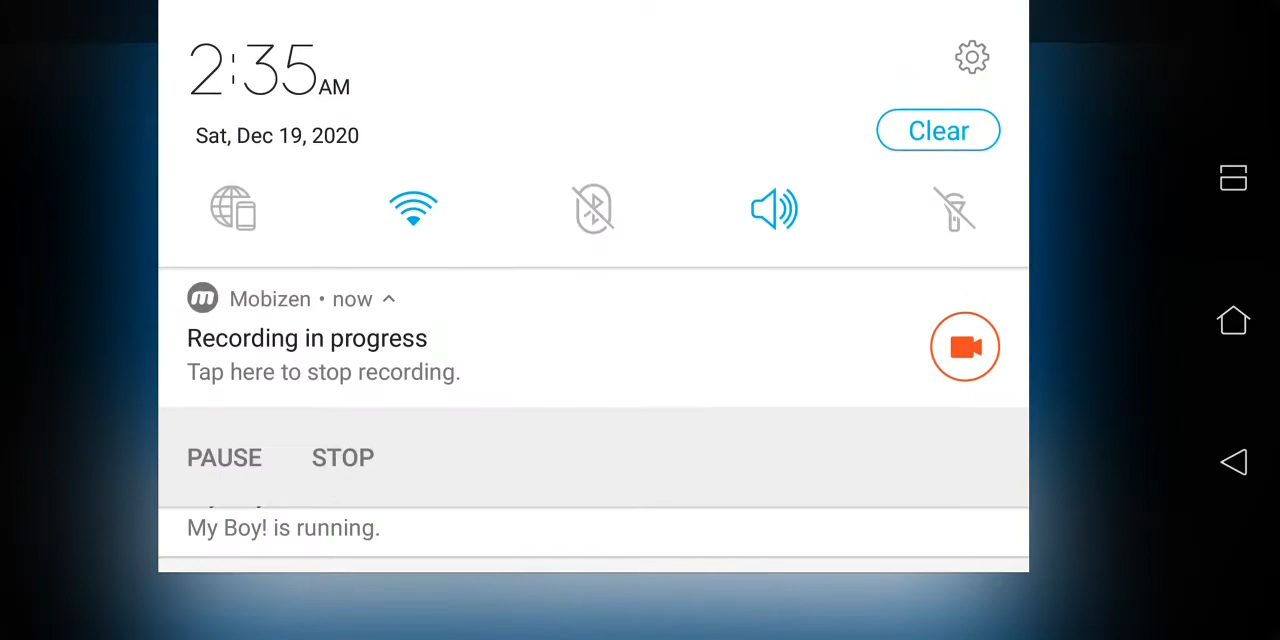 2:35AM
Sat, Dec 19, 2020
Clear
Mobizen • now
Recording in progress
Tap here to stop recording.
PAUSE STOP
My Boy! is running.